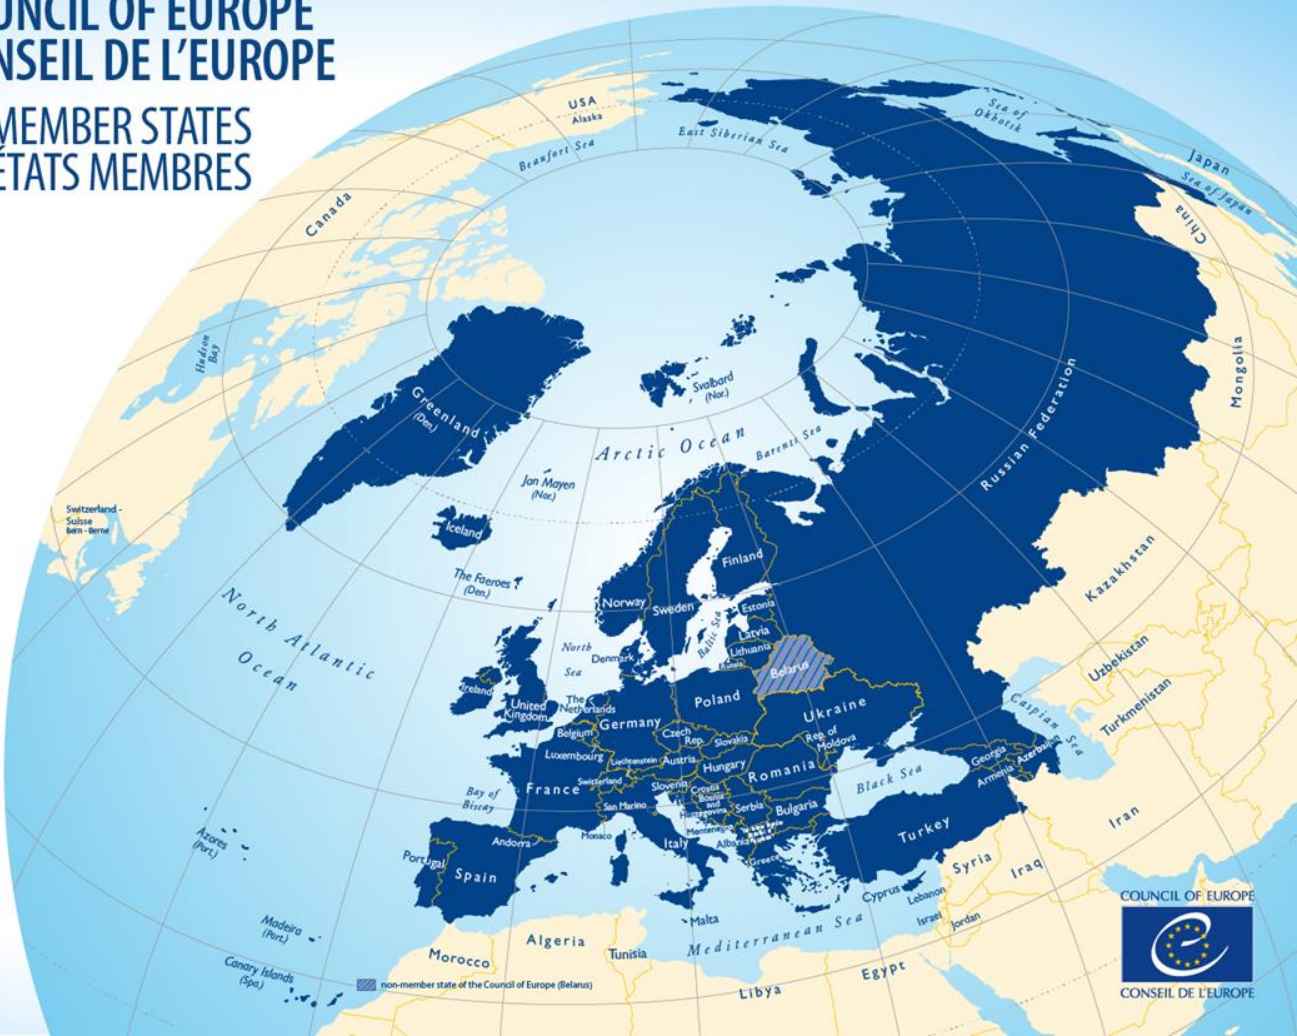 UNCIL OF EUROPE
NSEIL DE L'EUROPE
MEMBER STATES
ÉTATS MEMBRES
USA
Alaska
Beaufort Sea
East Siberian Sea
Sea of
Okhotsk
Japan
Sea of Japan
China
Canada
Hudson
Bay
Mongolia
Greenland
(Den.)
Svalbard
(Nor.)
Russian Federation
Arctic Ocean
Barents Sea
Jan Mayen
(Nor.)
Switzerland -
Suisse
Bern - Berne
Iceland
Kazakhstan
Finland
The Faeroes
(Den.)
Norway
Sweden
Estonia
Baltic Sea
Latvia
North Atlantic
Ocean
North
Sea
Denmark
Lithuania
Russia
Belarus
Uzbekistan
Turkmenistan
Caspian Sea
Ireland
United
Kingdom
The
Netherlands
Poland
Germany
Ukraine
Belgium
Czech
Rep.
Slovakia
Rep. of
Moldova
Luxembourg
Liechtenstein
Austria
Hungary
Romania
Georgia
Azerbaijan
Armenia
Black Sea
Bay of
Biscay
France
Switzerland
Slovenia
Croatia
Bosnia
and
Herzegovina
Serbia
Bulgaria
San Marino
Montenegro
Monaco
Italy
Albania
Andorra
Greece
Turkey
Iran
Azores
(Port.)
Portugal
Spain
Syria
Iraq
Cyprus
Lebanon
Israel
Jordan
Malta
Mediterranean Sea
Madeira
(Port.)
Canary Islands
(Spa.)
Morocco
Algeria
Tunisia
Libya
Egypt
non-member state of the Council of Europe (Belarus)
COUNCIL OF EUROPE
CONSEIL DE L'EUROPE